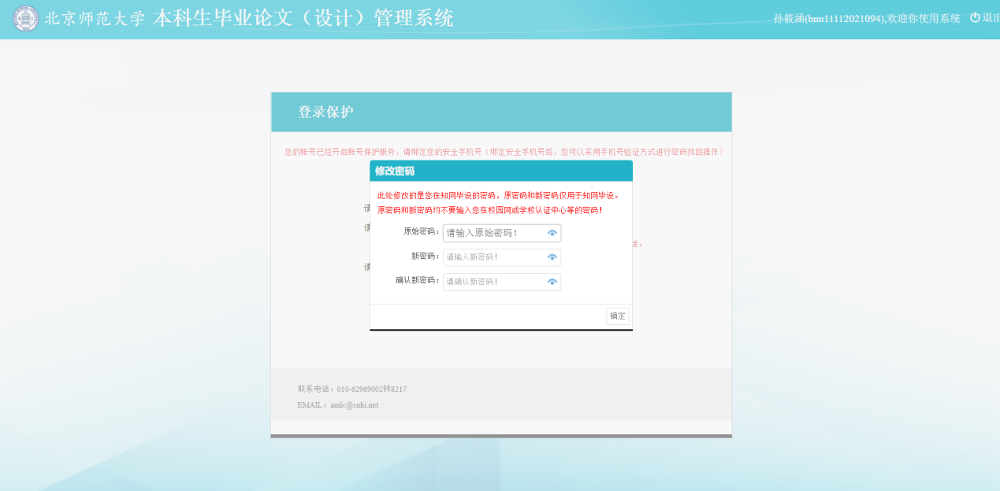 北京师范大学 本科生毕业论文（设计）管理系统
孙筱涵(bnu11112021094),欢迎你使用系统 退出
登录保护
您的账号已经开启账号保护服务，请绑定您的安全手机号（绑定安全手机号后，您可以采用手机号验证方式进行密码找回操作）
修改密码
此处修改的是您在知网毕设的密码，原密码和新密码仅用于知网毕设。
原密码和新密码均不要输入您在校园网或学校认证中心等的密码！
原始密码： 请输入原始密码！
新密码： 请输入新密码！
确认新密码： 请确认新密码！
确定
联系电话：010-62969002转8217
EMAIL：amlc@cnki.net